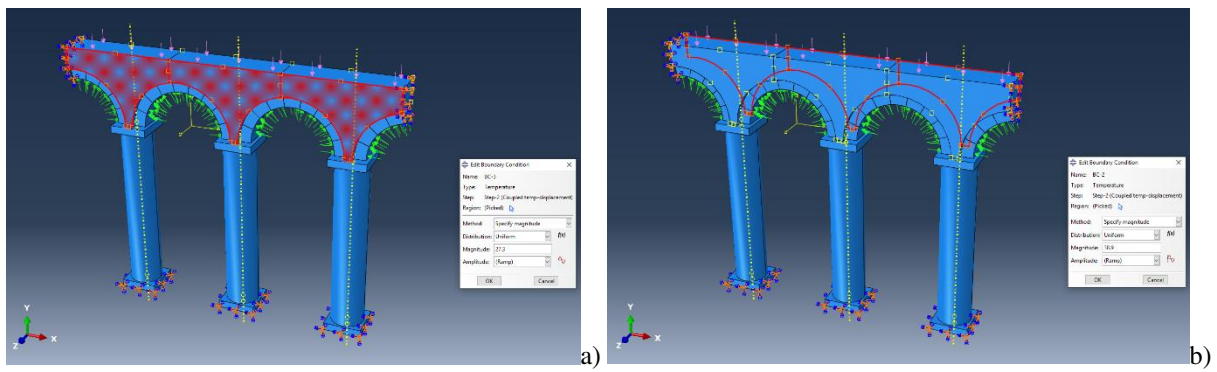 Edit Boundary Condition
Name: BC-3
Type: Temperature
Step: Step-2 (Coupled temp-displacement)
Region: (Picked)
Method: Specify magnitude
Distribution: Uniform f(x)
Magnitude: 27.3
Amplitude: (Ramp)
OK Cancel
Y
X
Z
a)
Edit Boundary Condition
Name: BC-2
Type: Temperature
Step: Step-2 (Coupled temp-displacement)
Region: (Picked)
Method: Specify magnitude
Distribution: Uniform f(x)
Magnitude:
Amplitude: (Ramp)
OK Cancel
Y
X
Z
b)